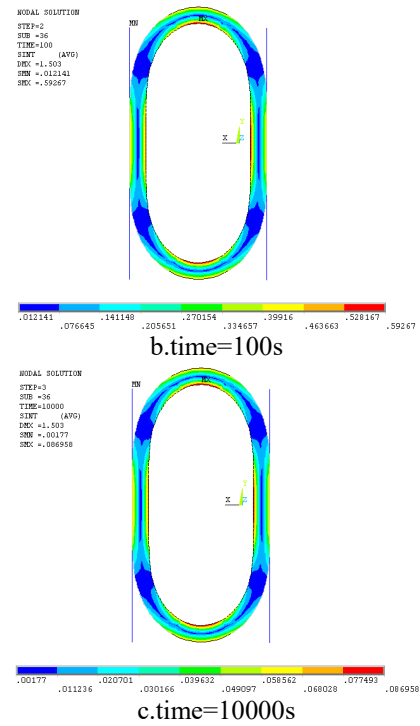 NODAL SOLUTION
STEP=2
SUB =36
TIME=100
SINT (AVG)
DMX =1.503
SMN =.012141
SMX =.59267
MN
MX
Y
X
Z
.012141 .141148 .270154 .39916 .528167
.076645 .205651 .334657 .463663 .59267
b.time=100s
NODAL SOLUTION
STEP=3
SUB =36
TIME=10000
SINT (AVG)
DMX =1.503
SMN =.00177
SMX =.086958
MN
MX
Y
X
Z
.00177 .020701 .039632 .058562 .077493
.011236 .030166 .049097 .068028 .086958
c.time=10000s